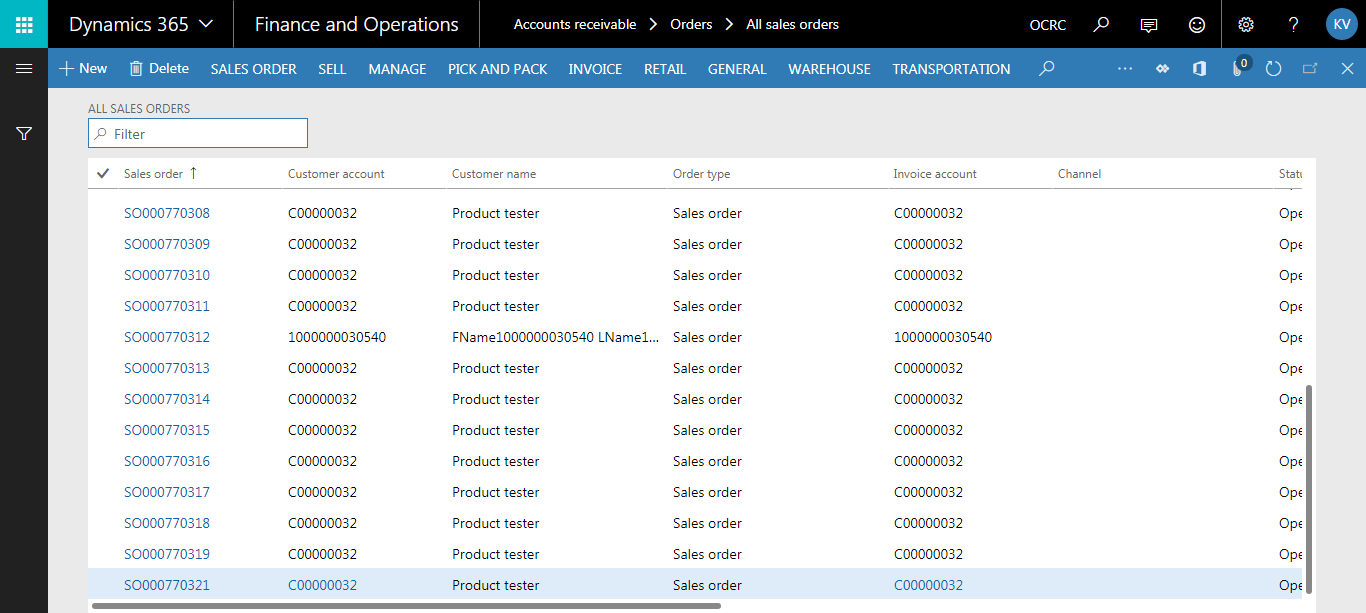 Dynamics 365 Finance and Operations Accounts receivable Orders All sales orders OCRC ? KV
New Delete SALES ORDER SELL MANAGE PICK AND PACK INVOICE RETAIL GENERAL WAREHOUSE TRANSPORTATION ... 0
ALL SALES ORDERS
Filter
Sales order ↑ Customer account Customer name Order type Invoice account Channel Statu
SO000770308 C00000032 Product tester Sales order C00000032 Ope
SO000770309 C00000032 Product tester Sales order C00000032 Ope
SO000770310 C00000032 Product tester Sales order C00000032 Ope
SO000770311 C00000032 Product tester Sales order C00000032 Ope
SO000770312 1000000030540 FName1000000030540 LName1... Sales order 1000000030540 Ope
SO000770313 C00000032 Product tester Sales order C00000032 Ope
SO000770314 C00000032 Product tester Sales order C00000032 Ope
SO000770315 C00000032 Product tester Sales order C00000032 Ope
SO000770316 C00000032 Product tester Sales order C00000032 Ope
SO000770317 C00000032 Product tester Sales order C00000032 Ope
SO000770318 C00000032 Product tester Sales order C00000032 Ope
SO000770319 C00000032 Product tester Sales order C00000032 Ope
SO000770321 C00000032 Product tester Sales order C00000032 Ope